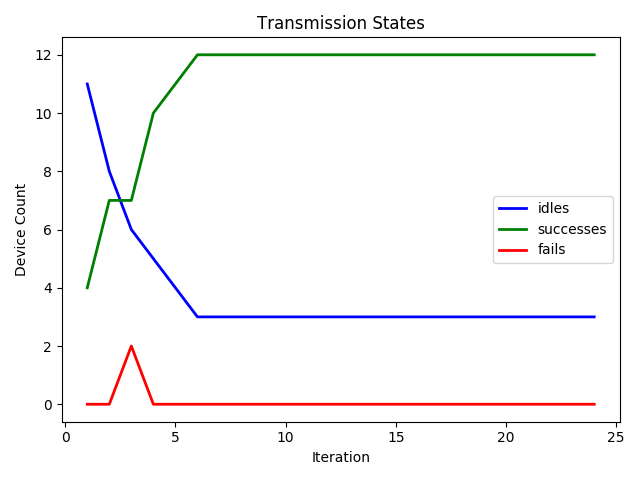 Transmission States
Device Count
12
10
8
6
4
2
0
idles
successes
fails
0 5 10 15 20 25
Iteration